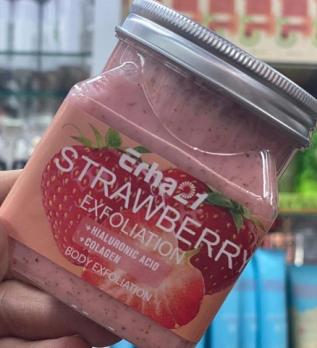 Erha21
STRAWBERRY
EXFOLIATION
+HIALURONIC ACID
+COLAGEN
BODY EXFOLIATION